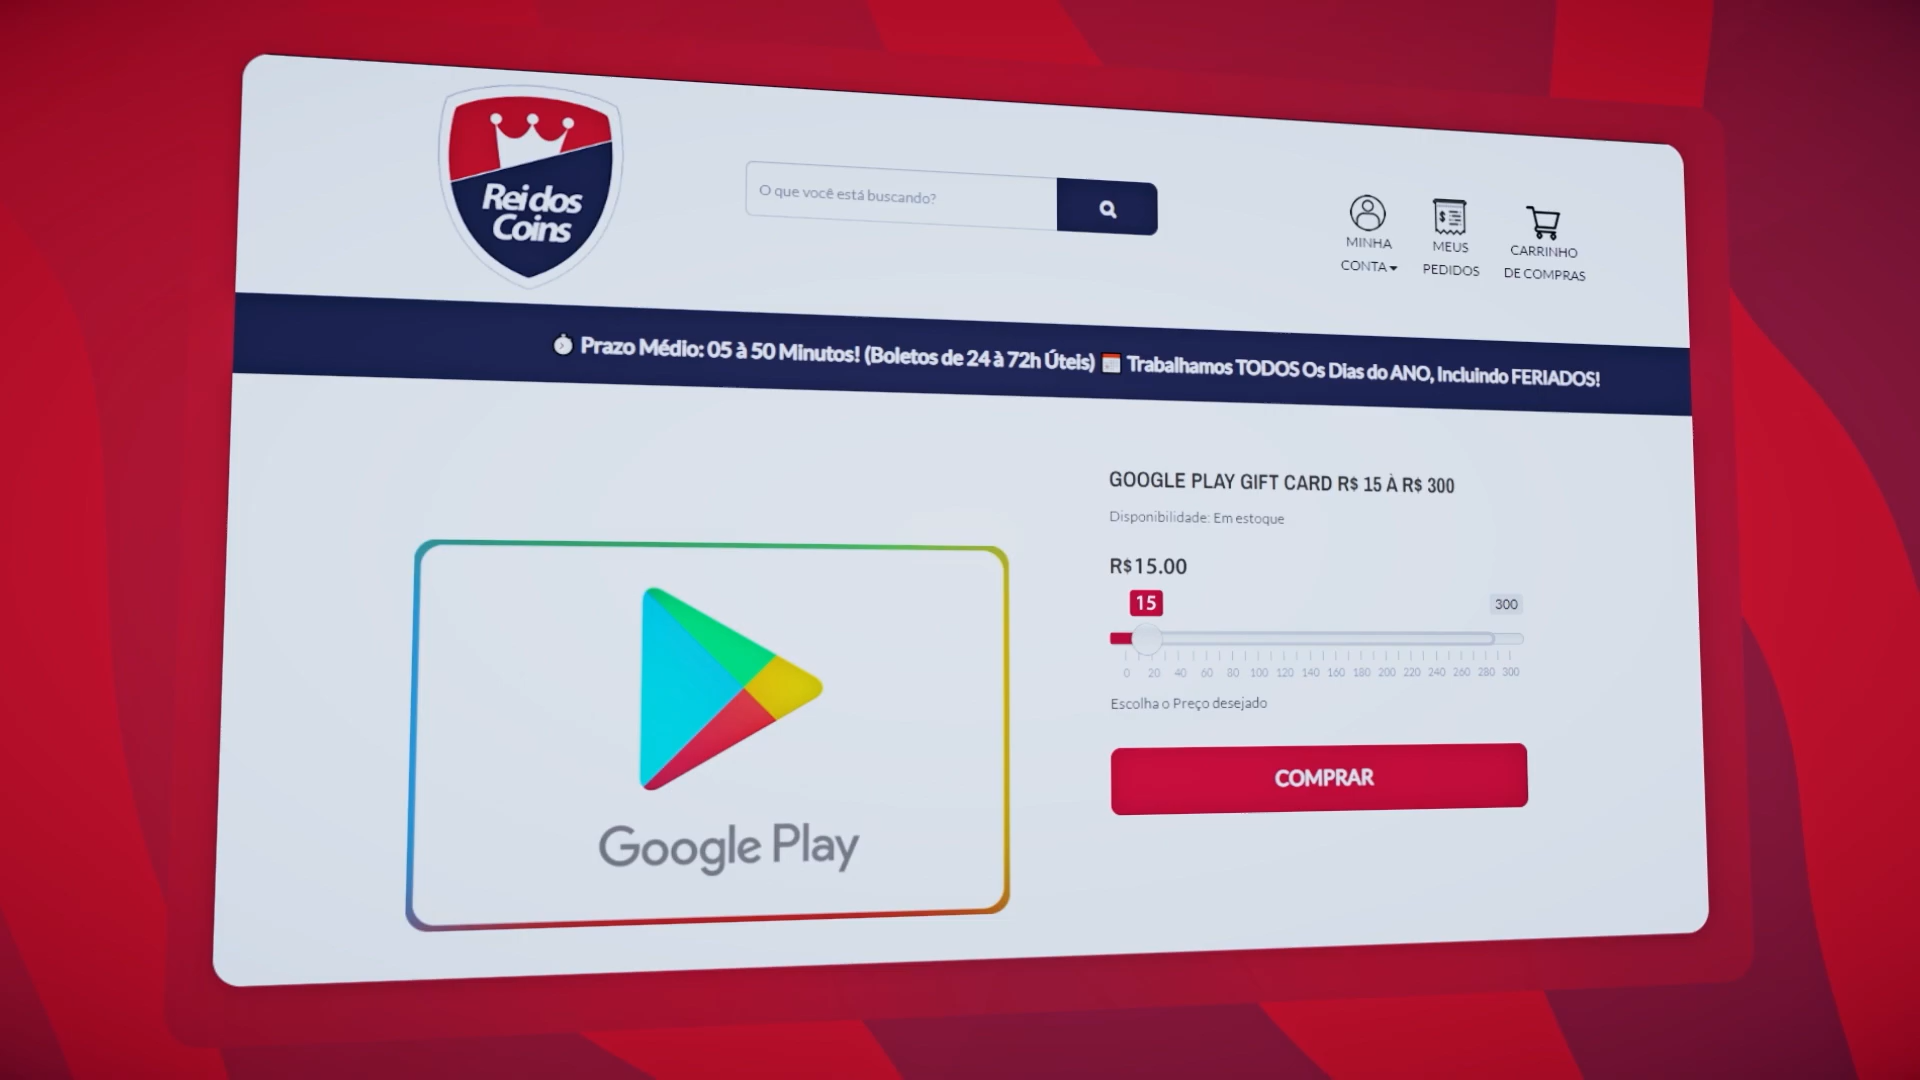 Rei dos
Coins
O que você está buscando?
MINHA
CONTA
MEUS
PEDIDOS
CARRINHO
DE COMPRAS
Prazo Médio: 05 à 50 Minutos! (Boletos de 24 à 72h Úteis) Trabalhamos TODOS Os Dias do ANO, Incluindo FERIADOS!
GOOGLE PLAY GIFT CARD R$ 15 À R$ 300
Disponibilidade: Em estoque
R$15.00
15
300
0 20 40 60 80 100 120 140 160 180 200 220 240 260 280 300
Escolha o Preço desejado
COMPRAR
Google Play